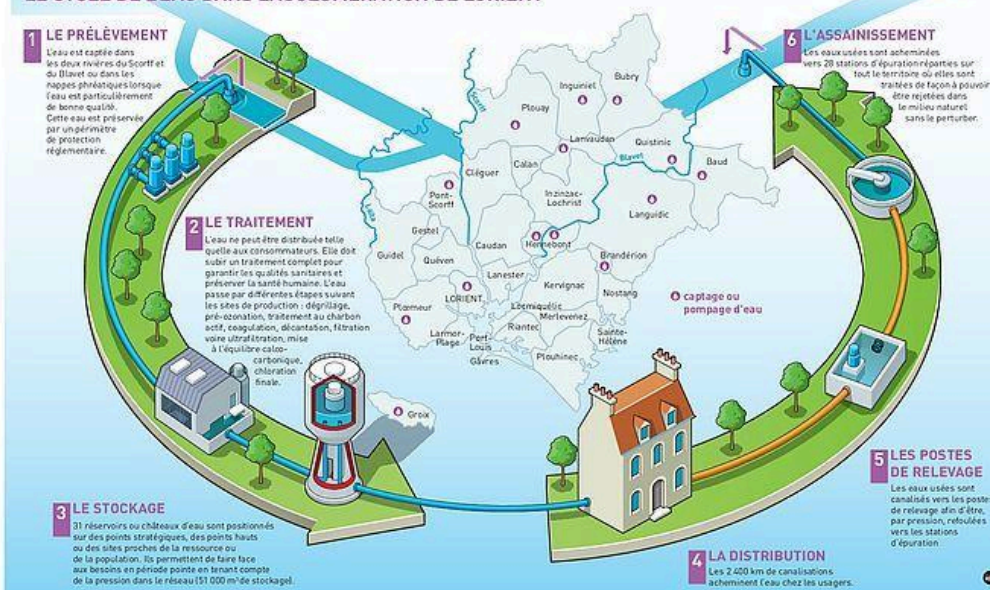 LE CYCLE DE L'EAU DANS L'AGGLOMÉRATION DE LORIENT
1 LE PRÉLÈVEMENT
L'eau est captée dans
les deux rivières du Scorff et
du Blavet ou dans les
nappes phréatiques lorsque
l'eau est particulièrement
de bonne qualité.
Cette eau est préservée
par un périmètre
de protection
réglementaire.
2 LE TRAITEMENT
L'eau ne peut être distribuée telle
quelle aux consommateurs. Elle doit
subir un traitement complet pour
garantir les qualités sanitaires et
préserver la santé humaine. L'eau
passe par différentes étapes suivant
les sites de production : dégrillage,
pré-ozonation, traitement au charbon
actif, coagulation, décantation, filtration
voire ultrafiltration, mise
à l'équilibre calco-
carbonique,
chloration
finale.
3 LE STOCKAGE
31 réservoirs ou châteaux d'eau sont positionnés
sur des points stratégiques, des points hauts
ou des sites proches de la ressource ou
de la population. Ils permettent de faire face
aux besoins en période pointe en tenant compte
de la pression dans le réseau (51 000 m³ de stockage).
4 LA DISTRIBUTION
Les 2 400 km de canalisations
acheminent l'eau chez les usagers.
5 LES POSTES
DE RELEVAGE
Les eaux usées sont
canalisés vers les postes
de relevage afin d'être,
par pression, refoulées
vers les stations
d'épuration
6 L'ASSAINISSEMENT
Les eaux usées sont acheminées
vers 28 stations d'épuration réparties sur
tout le territoire où elles sont
traitées de façon à pouvoir
être rejetées dans
le milieu naturel
sans le perturber.
Scorff
Bubry
Inguiniel
Plouay
Lanvaudan
Quistinic
Blavet
Baud
Calan
Cléguer
Pont-
Scorff
Inzinzac-
Lochrist
Languidic
Laïta
Gestel
Guidel
Quéven
Caudan
Hennebont
Brandérion
Lanester
Kervignac
Nostang
LORIENT
Plœmeur
Locmiquélic
Merlevenez
Riantec
Larmor-
Plage
Port-
Louis
Sainte-
Hélène
Gâvres
Plouhinec
Groix
captage ou
pompage d'eau